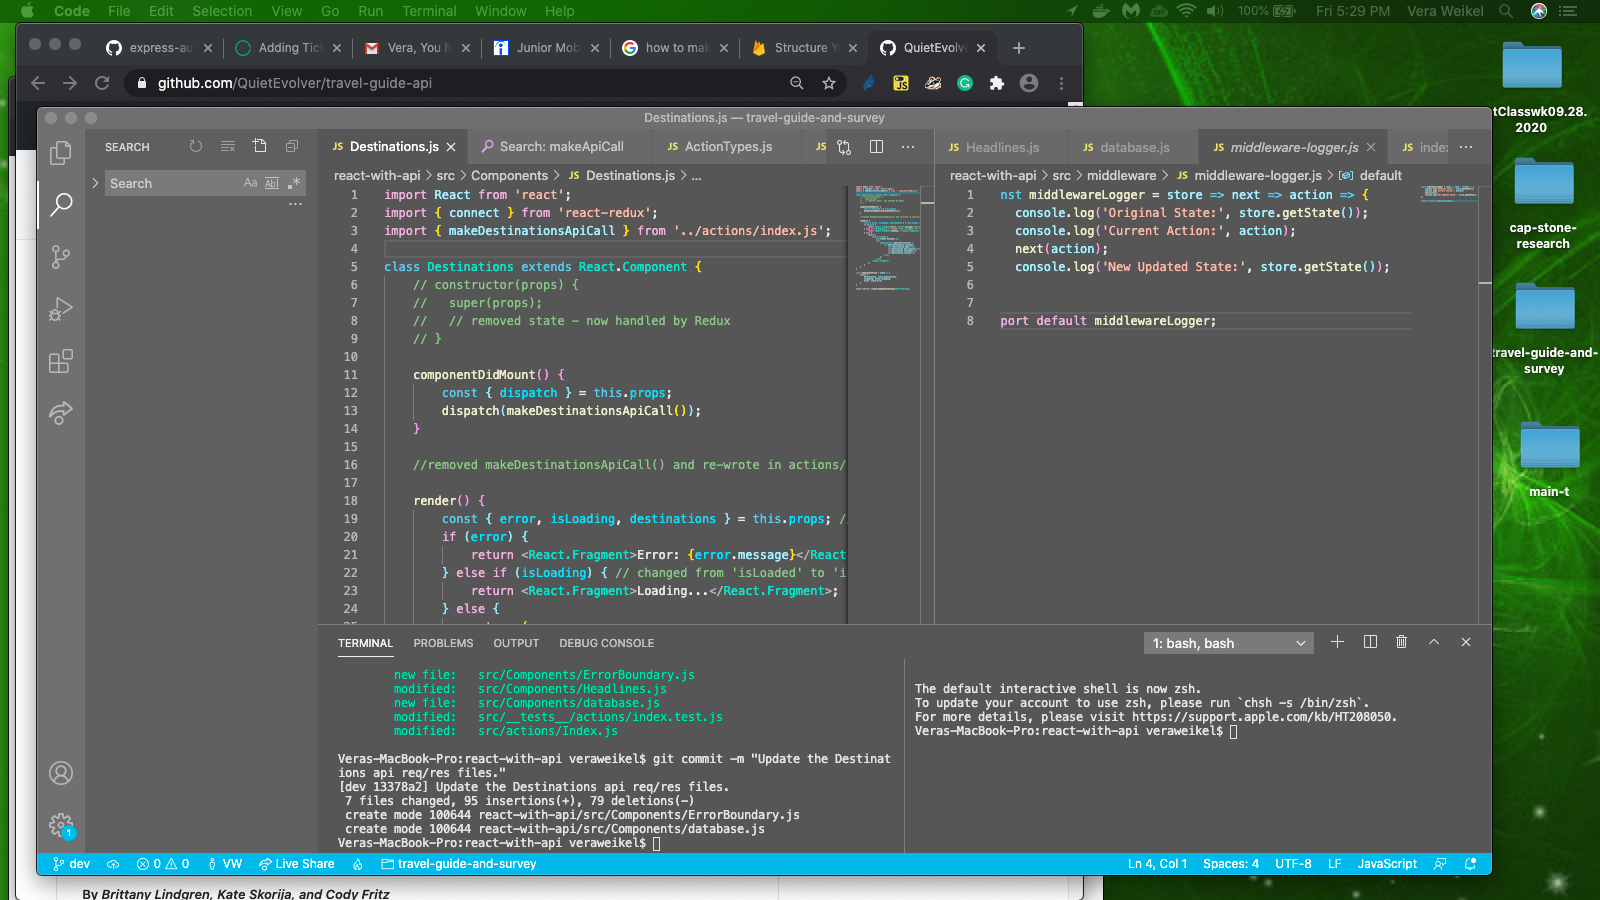 Code File Edit Selection View Go Run Terminal Window Help
100% Fri 5:29 PM Vera Weikel
express-au
Adding Tick
Vera, You h
Junior Mob
how to mak
Structure Y
QuietEvolve
github.com/QuietEvolver/travel-guide-api
Destinations.js — travel-guide-and-survey
SEARCH
Search
Aa Ab| .*
JS Destinations.js
Search: makeApiCall
JS ActionTypes.js
JS
react-with-api > src > Components > JS Destinations.js > ...
1 import React from 'react';
2 import { connect } from 'react-redux';
3 import { makeDestinationsApiCall } from '../actions/index.js';
4
5 class Destinations extends React.Component {
6 // constructor(props) {
7 //   super(props);
8 //   // removed state - now handled by Redux
9 // }
10
11 componentDidMount() {
12 const { dispatch } = this.props;
13 dispatch(makeDestinationsApiCall());
14 }
15
16 //removed makeDestinationsApiCall() and re-wrote in actions/
17
18 render() {
19 const { error, isLoading, destinations } = this.props; //
20 if (error) {
21 return <React.Fragment>Error: {error.message}</React
22 } else if (isLoading) { // changed from 'isLoaded' to 'i
23 return <React.Fragment>Loading...</React.Fragment>;
24 } else {
JS Headlines.js
JS database.js
JS middleware-logger.js
JS index
react-with-api > src > middleware > JS middleware-logger.js > default
1 nst middlewareLogger = store => next => action => {
2 console.log('Original State:', store.getState());
3 console.log('Current Action:', action);
4 next(action);
5 console.log('New Updated State:', store.getState());
6
7
8 port default middlewareLogger;
TERMINAL PROBLEMS OUTPUT DEBUG CONSOLE
1: bash, bash
new file: src/Components/ErrorBoundary.js
modified: src/Components/Headlines.js
new file: src/Components/database.js
modified: src/__tests__/actions/index.test.js
modified: src/actions/Index.js
Veras-MacBook-Pro:react-with-api veraweikel$ git commit -m "Update the Destinat
ions api req/res files."
[dev 13378a2] Update the Destinations api req/res files.
7 files changed, 95 insertions(+), 79 deletions(-)
create mode 100644 react-with-api/src/Components/ErrorBoundary.js
create mode 100644 react-with-api/src/Components/database.js
Veras-MacBook-Pro:react-with-api veraweikel$
The default interactive shell is now zsh.
To update your account to use zsh, please run `chsh -s /bin/zsh`.
For more details, please visit https://support.apple.com/kb/HT208050.
Veras-MacBook-Pro:react-with-api veraweikel$
1
dev
0 0
VW
Live Share
travel-guide-and-survey
Ln 4, Col 1 Spaces: 4 UTF-8 LF JavaScript
By Brittany Lindgren, Kate Skorija, and Cody Fritz
tClasswk09.28.
2020
cap-stone-
research
travel-guide-and-
survey
main-t